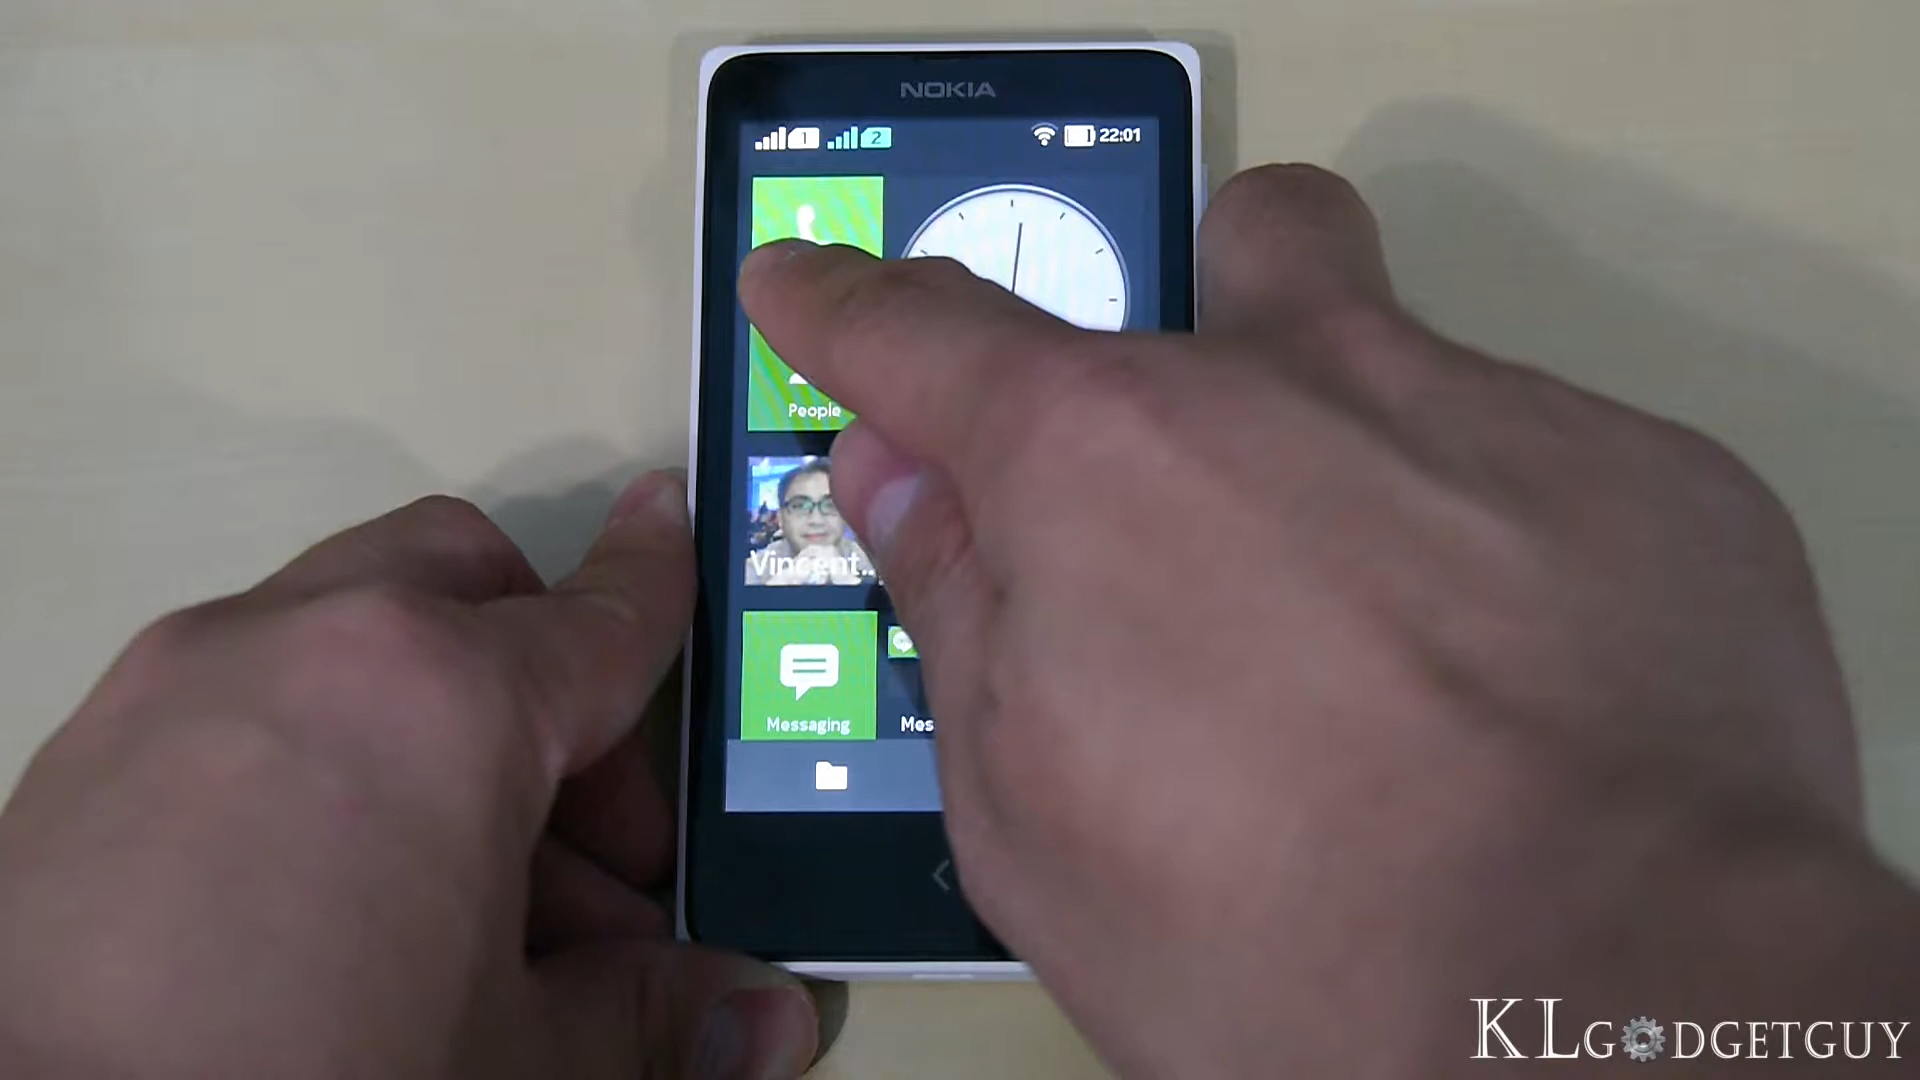 NOKIA
1 2 22:01
People
Vincent..
Messaging Mes
KLGADGETGUY